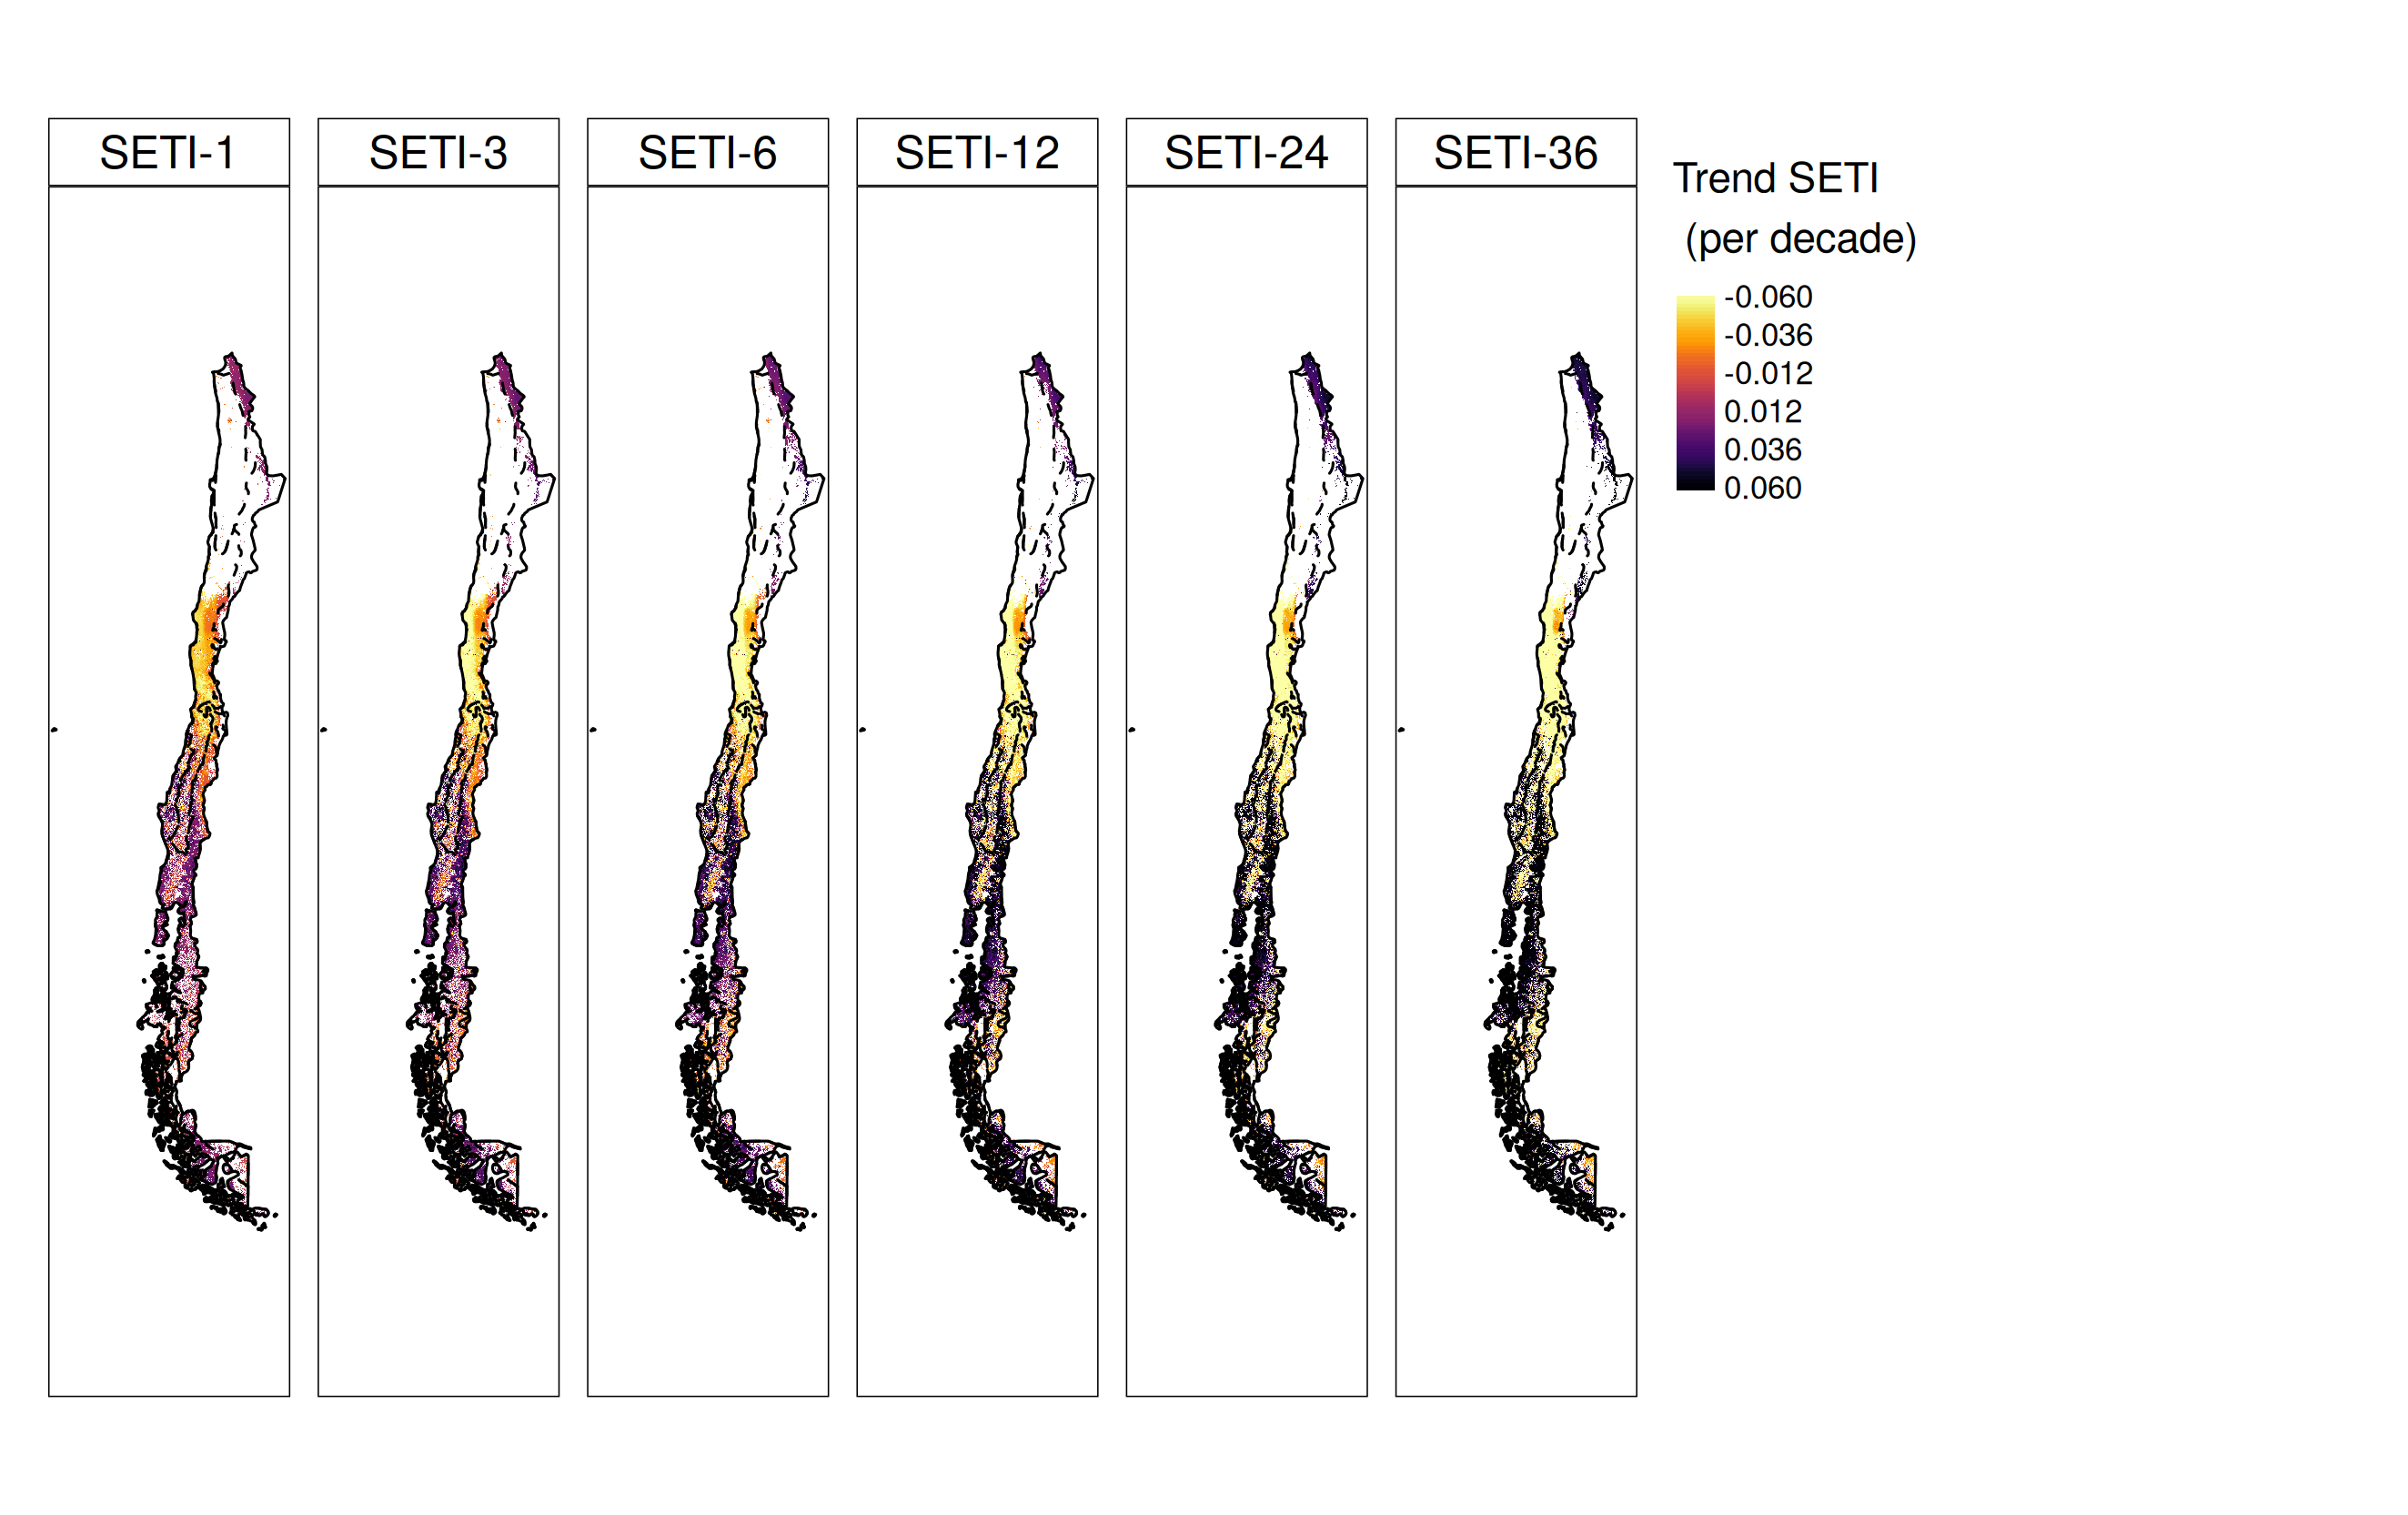 SETI-1
SETI-3
SETI-6
SETI-12
SETI-24
SETI-36
Trend SETI
(per decade)
-0.060
-0.036
-0.012
0.012
0.036
0.060